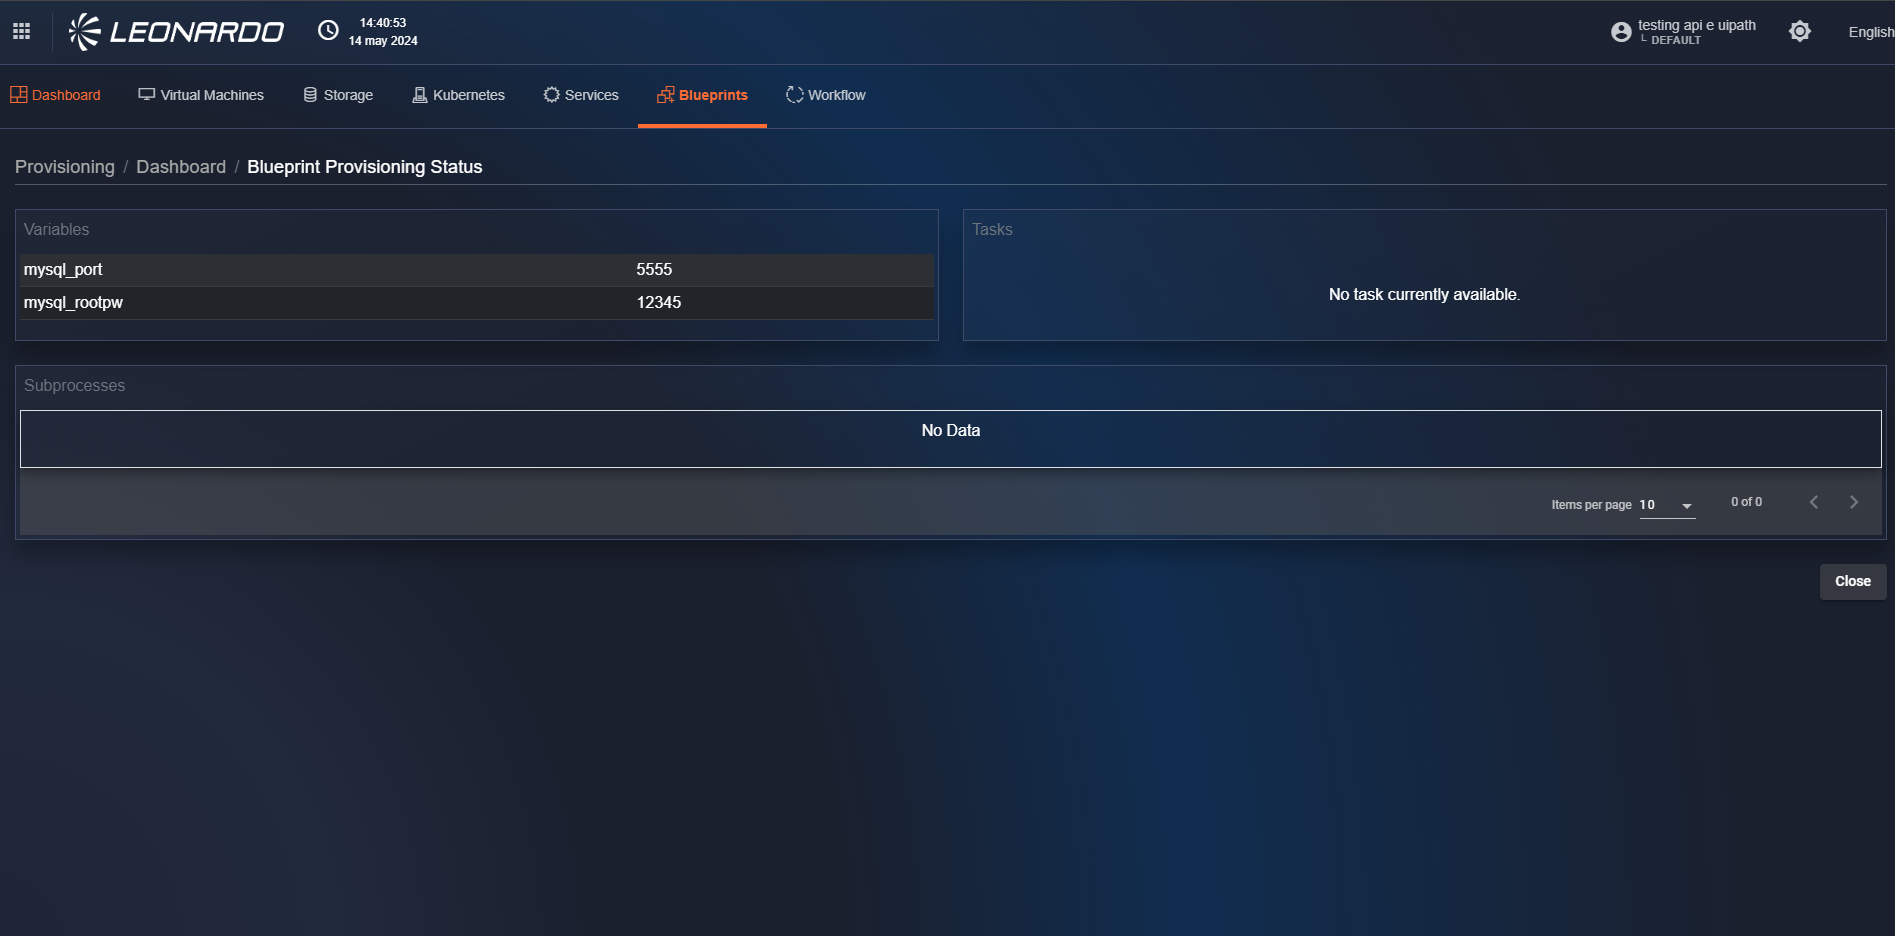 LEONARDO
14:40:53
14 may 2024
testing api e uipath
└ DEFAULT
English
Dashboard
Virtual Machines
Storage
Kubernetes
Services
Blueprints
Workflow
Provisioning / Dashboard / Blueprint Provisioning Status
Variables
mysql_port 5555
mysql_rootpw 12345
Tasks
No task currently available.
Subprocesses
No Data
Items per page 10 0 of 0
Close